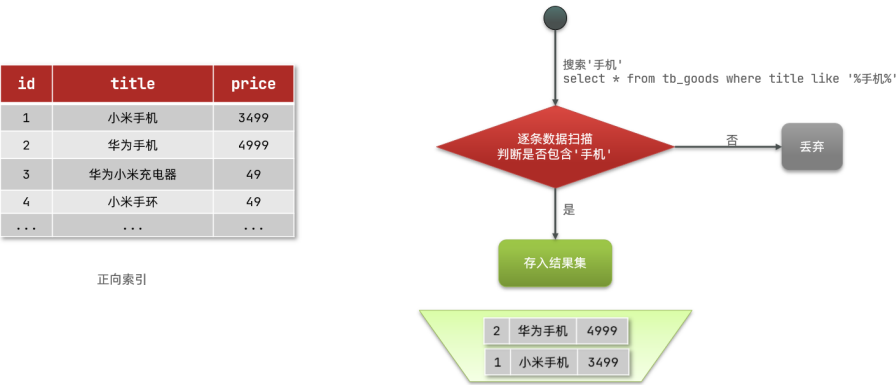 id title price
1 小米手机 3499
2 华为手机 4999
3 华为小米充电器 49
4 小米手环 49
... ... ...
正向索引
搜索'手机'
select * from tb_goods where title like '%手机%'
逐条数据扫描
判断是否包含'手机'
否
丢弃
是
存入结果集
2 华为手机 4999
1 小米手机 3499